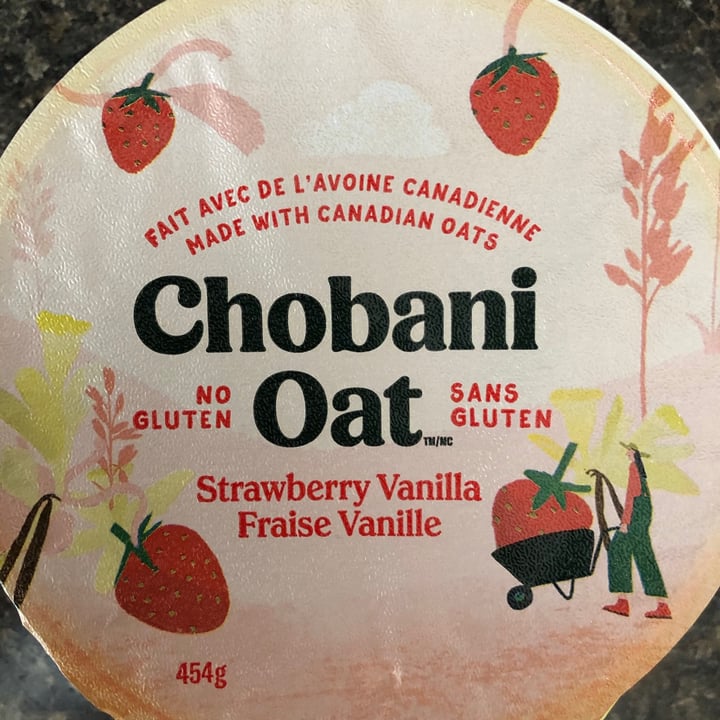 FAIT AVEC DE L'AVOINE CANADIENNE
MADE WITH CANADIAN OATS
Chobani
Oat TM/MC
NO
GLUTEN
SANS
GLUTEN
Strawberry Vanilla
Fraise Vanille
454g